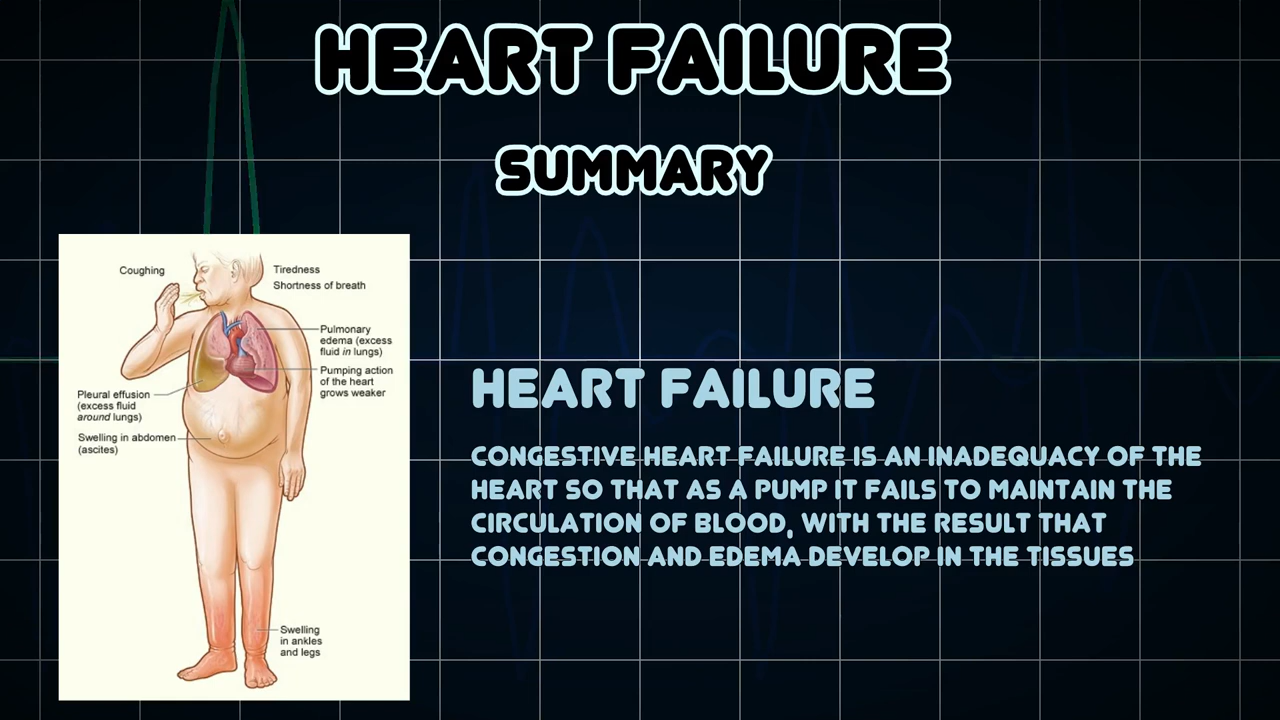 HEART FAILURE
SUMMARY
Coughing
Tiredness
Shortness of breath
Pulmonary
edema (excess
fluid in lungs)
Pumping action
of the heart
grows weaker
Pleural effusion
(excess fluid
around lungs)
Swelling in abdomen
(ascites)
Swelling
in ankles
and legs
HEART FAILURE
CONGESTIVE HEART FAILURE IS AN INADEQUACY OF THE
HEART SO THAT AS A PUMP IT FAILS TO MAINTAIN THE
CIRCULATION OF BLOOD, WITH THE RESULT THAT
CONGESTION AND EDEMA DEVELOP IN THE TISSUES